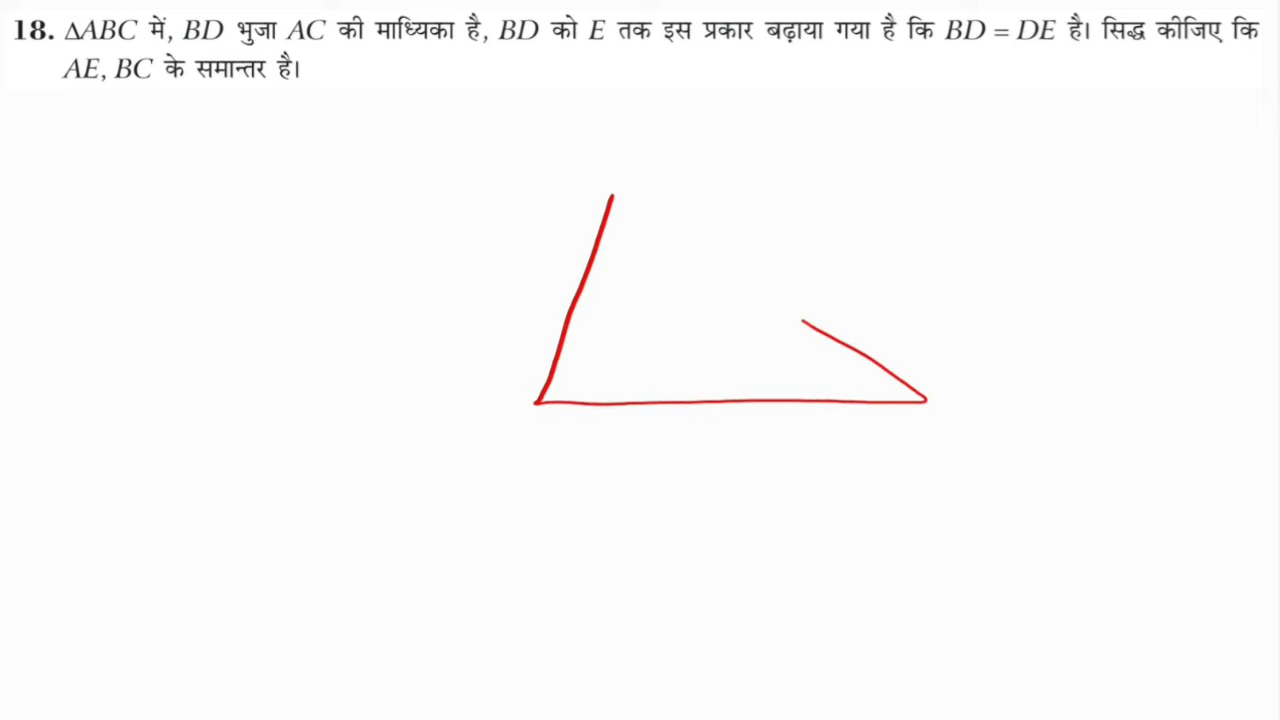 18. ΔABC में, BD भुजा AC की माध्यिका है, BD को E तक इस प्रकार बढ़ाया गया है कि BD = DE है। सिद्ध कीजिए कि
AE, BC के समान्तर है।